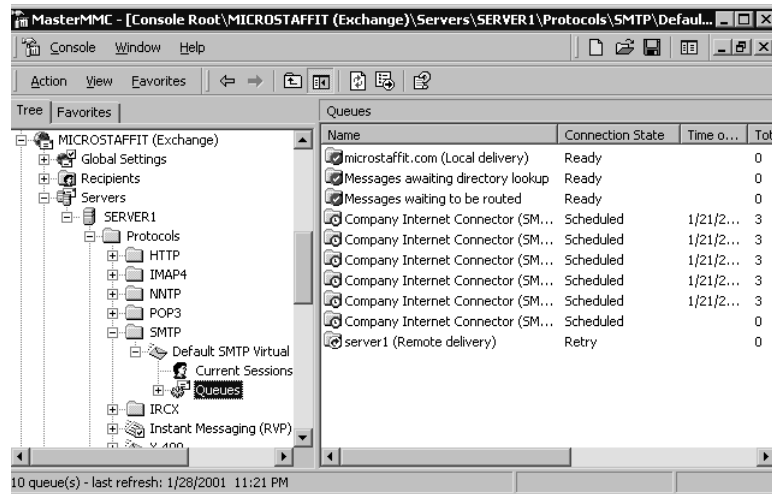 MasterMMC - [Console Root\MICROSTAFFIT (Exchange)\Servers\SERVER1\Protocols\SMTP\Defaul...
Console Window Help
Action View Favorites
Tree Favorites
Queues
MICROSTAFFIT (Exchange)
Global Settings
Recipients
Servers
SERVER1
Protocols
HTTP
IMAP4
NNTP
POP3
SMTP
Default SMTP Virtual
Current Sessions
Queues
IRCX
Instant Messaging (RVP)
X.400
Name Connection State Time o... Tot
microstaffit.com (Local delivery) Ready 0
Messages awaiting directory lookup Ready 0
Messages waiting to be routed Ready 0
Company Internet Connector (SM... Scheduled 1/21/2... 3
Company Internet Connector (SM... Scheduled 1/21/2... 3
Company Internet Connector (SM... Scheduled 1/21/2... 3
Company Internet Connector (SM... Scheduled 1/21/2... 3
Company Internet Connector (SM... Scheduled 1/21/2... 3
Company Internet Connector (SM... Scheduled 0
server1 (Remote delivery) Retry 0
10 queue(s) - last refresh: 1/28/2001 11:21 PM